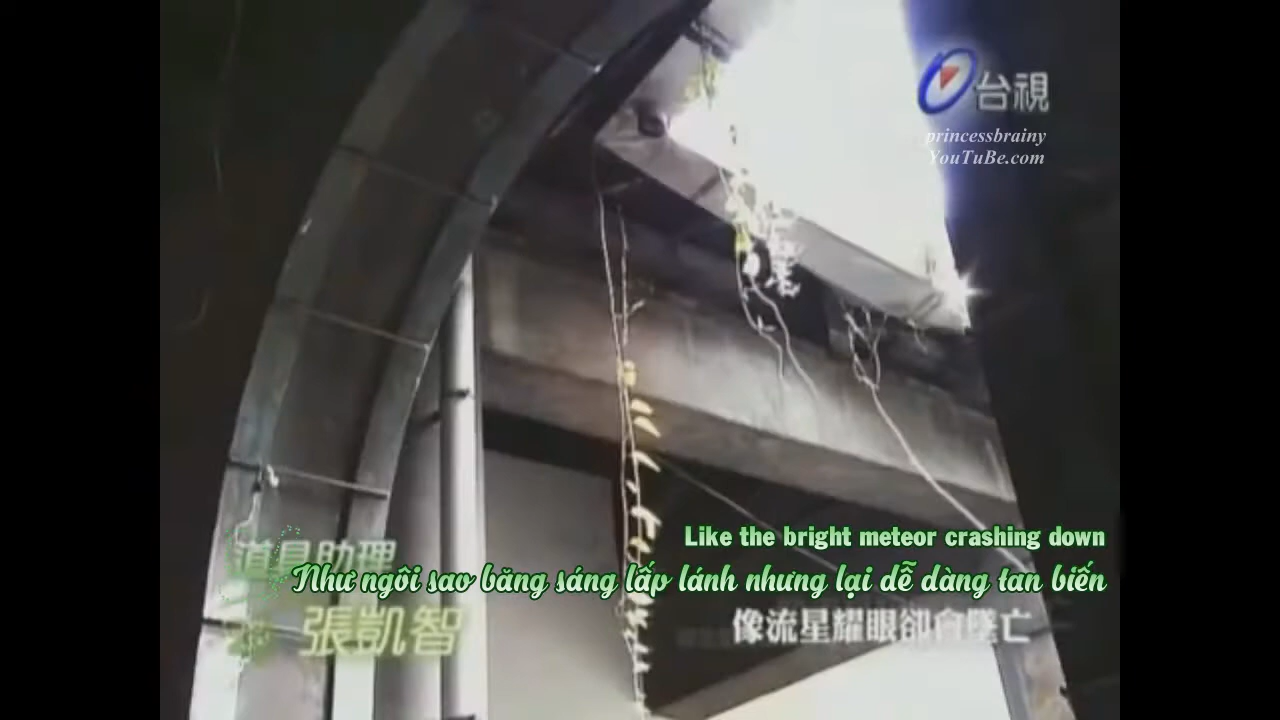 台視
princessbrainy
YouTuBe.com
Like the bright meteor crashing down
道具助理
Như ngôi sao băng sáng lấp lánh nhưng lại dễ dàng tan biến
張凱智
像流星耀眼卻會墜亡